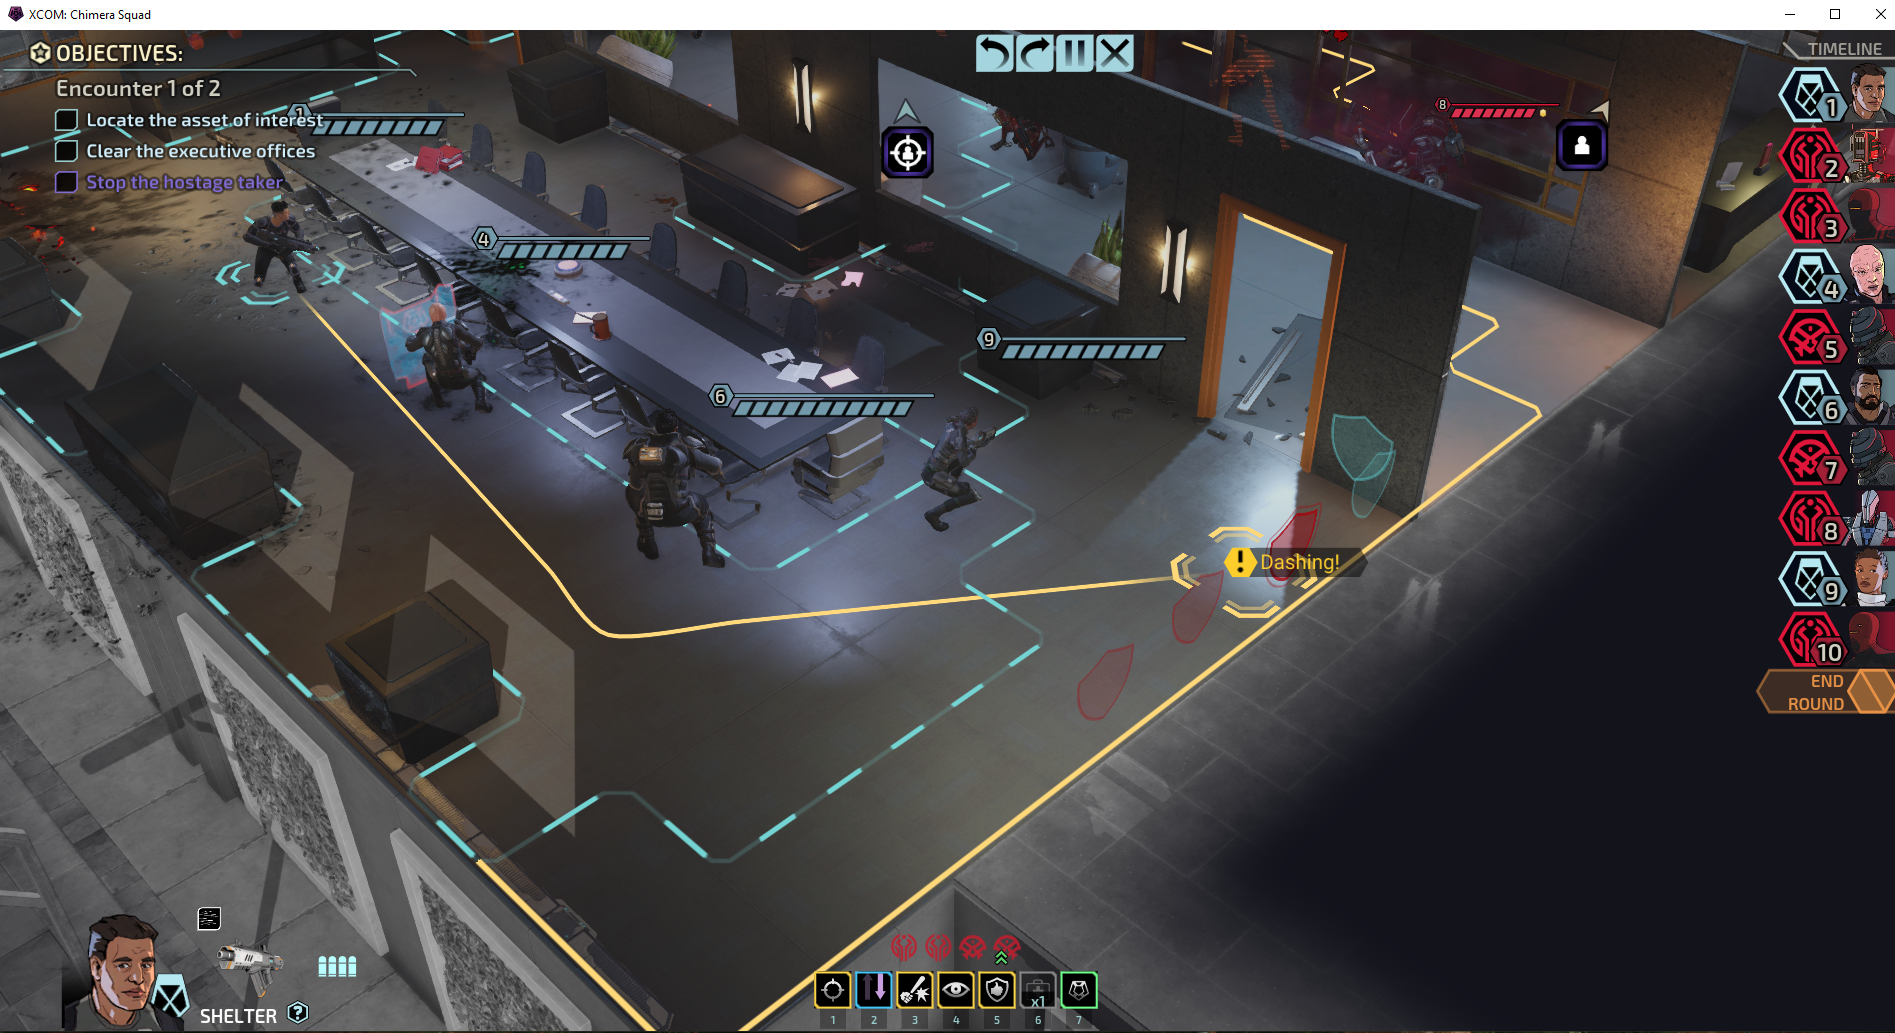 XCOM: Chimera Squad
OBJECTIVES:
Encounter 1 of 2
Locate the asset of interest
Clear the executive offices
Stop the hostage taker
TIMELINE
1
2
3
4
5
6
7
8
9
10
END
ROUND
1
4
6
9
8
Dashing!
SHELTER
?
x1
1 2 3 4 5 6 7